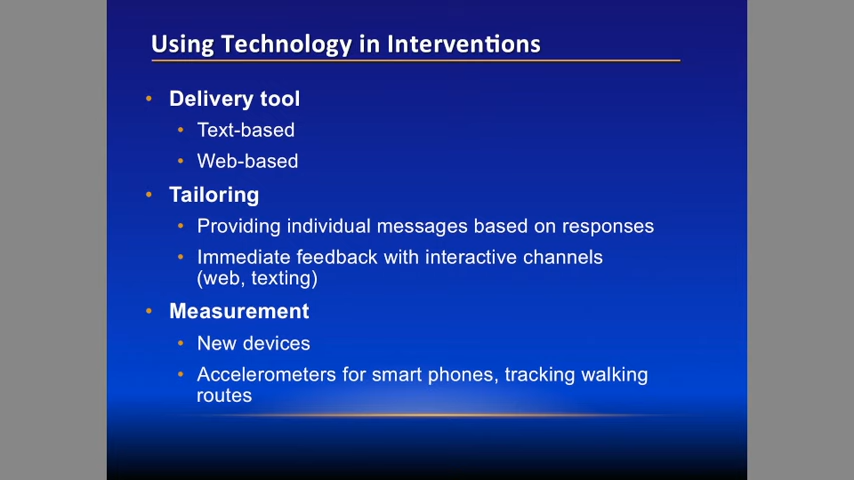 Using Technology in Interventions
• Delivery tool
• Text-based
• Web-based
• Tailoring
• Providing individual messages based on responses
• Immediate feedback with interactive channels
(web, texting)
• Measurement
• New devices
• Accelerometers for smart phones, tracking walking
routes